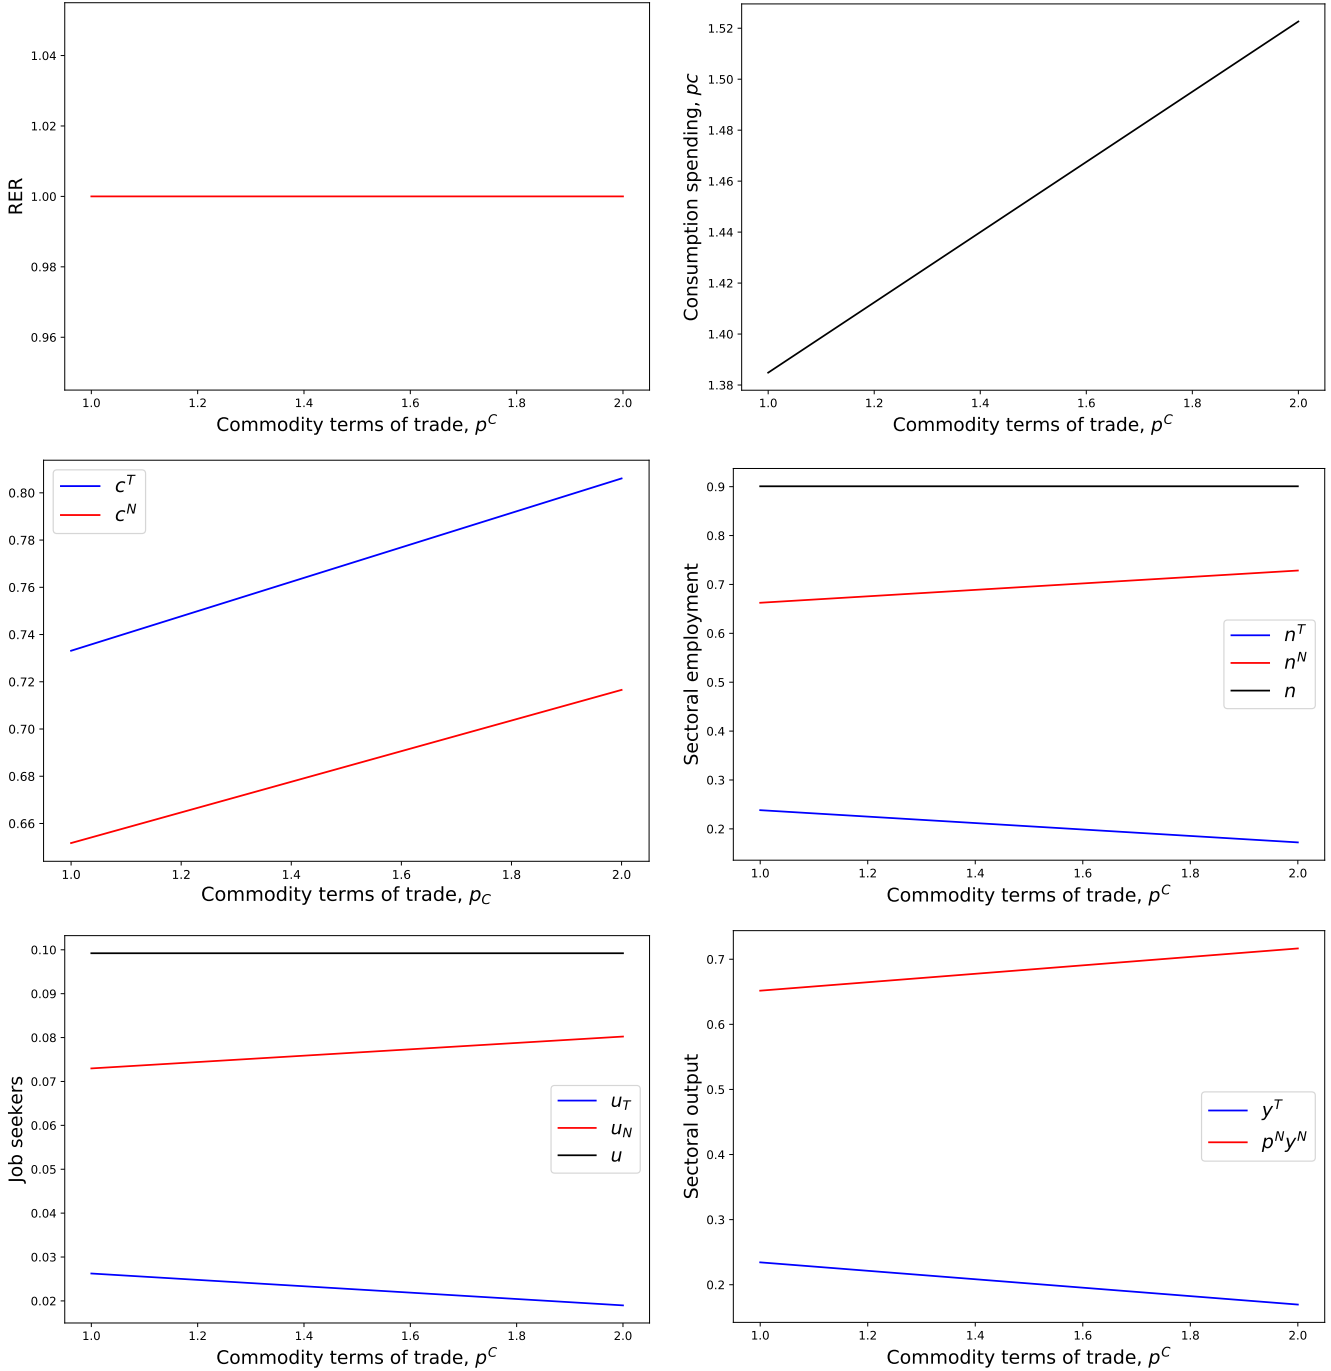 1.04
1.02
1.00
0.98
0.96
RER
1.0 1.2 1.4 1.6 1.8 2.0
Commodity terms of trade, p^C
1.52
1.50
1.48
1.46
1.44
1.42
1.40
1.38
Consumption spending, pc
1.0 1.2 1.4 1.6 1.8 2.0
Commodity terms of trade, p^C
c^T
c^N
0.80
0.78
0.76
0.74
0.72
0.70
0.68
0.66
1.0 1.2 1.4 1.6 1.8 2.0
Commodity terms of trade, p_C
0.9
0.8
0.7
0.6
0.5
0.4
0.3
0.2
Sectoral employment
n^T
n^N
n
1.0 1.2 1.4 1.6 1.8 2.0
Commodity terms of trade, p^C
0.10
0.09
0.08
0.07
0.06
0.05
0.04
0.03
0.02
Job seekers
u_T
u_N
u
1.0 1.2 1.4 1.6 1.8 2.0
Commodity terms of trade, p^C
0.7
0.6
0.5
0.4
0.3
0.2
Sectoral output
y^T
p^N y^N
1.0 1.2 1.4 1.6 1.8 2.0
Commodity terms of trade, p^C